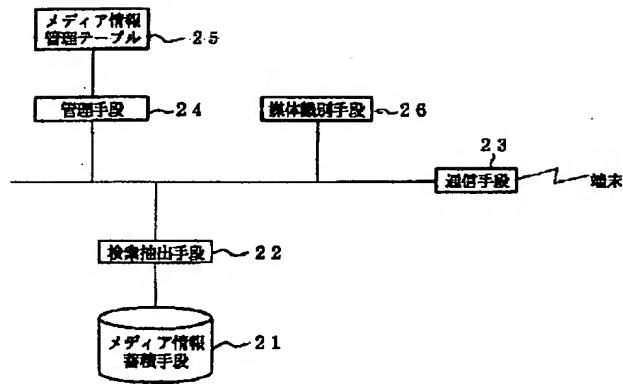 メディア情報
管理テーブル
25
管理手段
24
媒体識別手段
26
23
通信手段
端末
検索抽出手段
22
メディア情報
蓄積手段
21